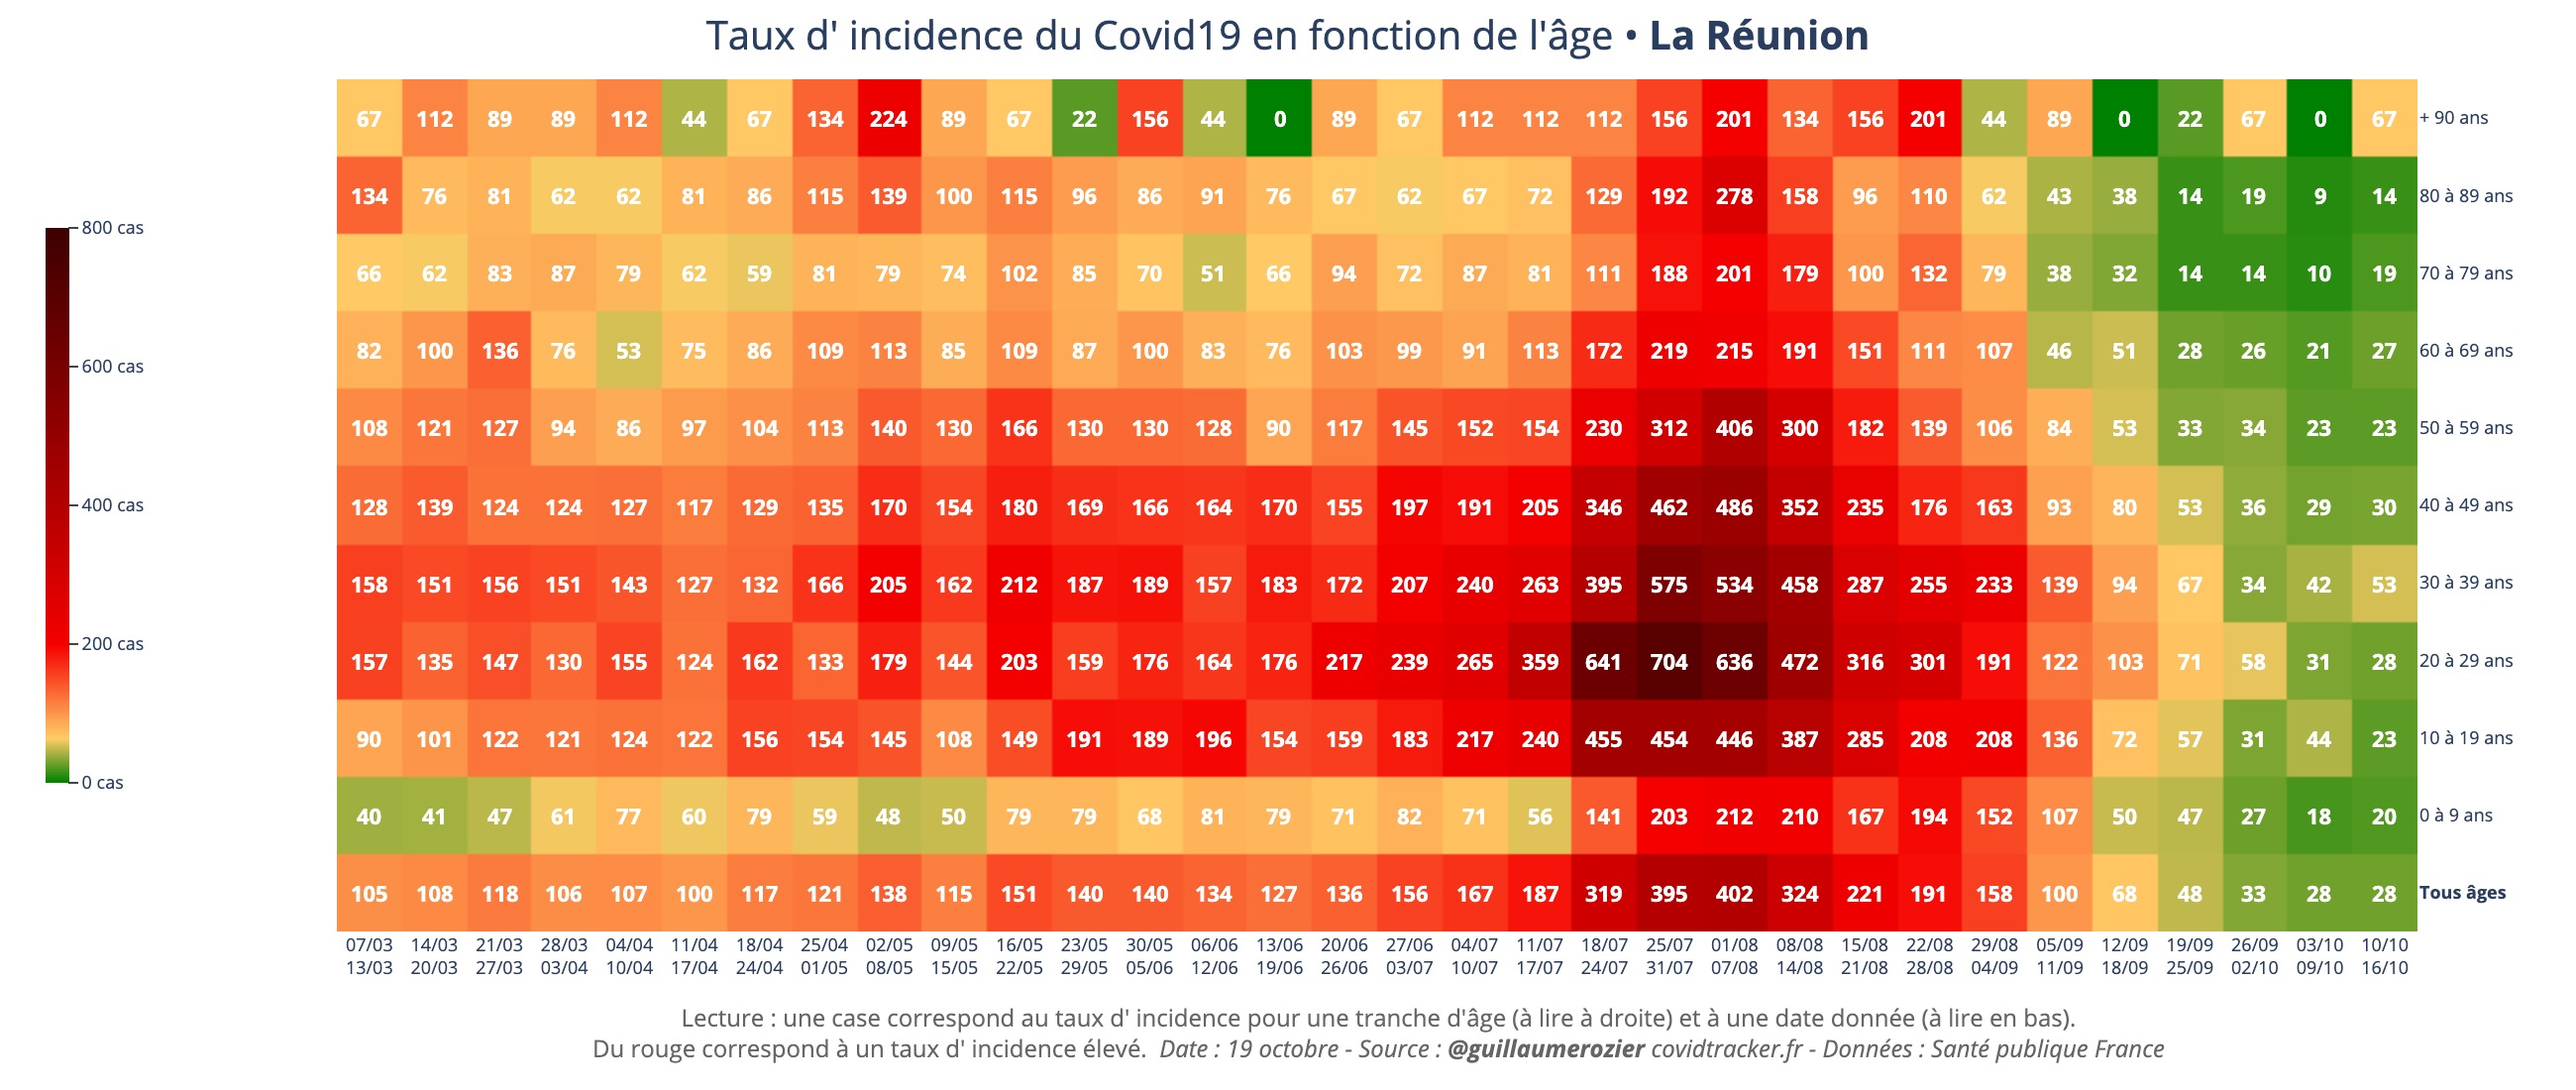 Taux d' incidence du Covid19 en fonction de l'âge • La Réunion
67 112 89 89 112 44 67 134 224 89 67 22 156 44 0 89 67 112 112 112 156 201 134 156 201 44 89 0 22 67 0 67 + 90 ans
134 76 81 62 62 81 86 115 139 100 115 96 86 91 76 67 62 67 72 129 192 278 158 96 110 62 43 38 14 19 9 14 80 à 89 ans
800 cas
66 62 83 87 79 62 59 81 79 74 102 85 70 51 66 94 72 87 81 111 188 201 179 100 132 79 38 32 14 14 10 19 70 à 79 ans
82 100 136 76 53 75 86 109 113 85 109 87 100 83 76 103 99 91 113 172 219 215 191 151 111 107 46 51 28 26 21 27 60 à 69 ans
600 cas
108 121 127 94 86 97 104 113 140 130 166 130 130 128 90 117 145 152 154 230 312 406 300 182 139 106 84 53 33 34 23 23 50 à 59 ans
400 cas
128 139 124 124 127 117 129 135 170 154 180 169 166 164 170 155 197 191 205 346 462 486 352 235 176 163 93 80 53 36 29 30 40 à 49 ans
158 151 156 151 143 127 132 166 205 162 212 187 189 157 183 172 207 240 263 395 575 534 458 287 255 233 139 94 67 34 42 53 30 à 39 ans
200 cas
157 135 147 130 155 124 162 133 179 144 203 159 176 164 176 217 239 265 359 641 704 636 472 316 301 191 122 103 71 58 31 28 20 à 29 ans
90 101 122 121 124 122 156 154 145 108 149 191 189 196 154 159 183 217 240 455 454 446 387 285 208 208 136 72 57 31 44 23 10 à 19 ans
0 cas
40 41 47 61 77 60 79 59 48 50 79 79 68 81 79 71 82 71 56 141 203 212 210 167 194 152 107 50 47 27 18 20 0 à 9 ans
105 108 118 106 107 100 117 121 138 115 151 140 140 134 127 136 156 167 187 319 395 402 324 221 191 158 100 68 48 33 28 28 Tous âges
07/03 14/03 21/03 28/03 04/04 11/04 18/04 25/04 02/05 09/05 16/05 23/05 30/05 06/06 13/06 20/06 27/06 04/07 11/07 18/07 25/07 01/08 08/08 15/08 22/08 29/08 05/09 12/09 19/09 26/09 03/10 10/10
13/03 20/03 27/03 03/04 10/04 17/04 24/04 01/05 08/05 15/05 22/05 29/05 05/06 12/06 19/06 26/06 03/07 10/07 17/07 24/07 31/07 07/08 14/08 21/08 28/08 04/09 11/09 18/09 25/09 02/10 09/10 16/10
Lecture : une case correspond au taux d' incidence pour une tranche d'âge (à lire à droite) et à une date donnée (à lire en bas).
Du rouge correspond à un taux d' incidence élevé. Date : 19 octobre - Source : @guillaumerozier covidtracker.fr - Données : Santé publique France